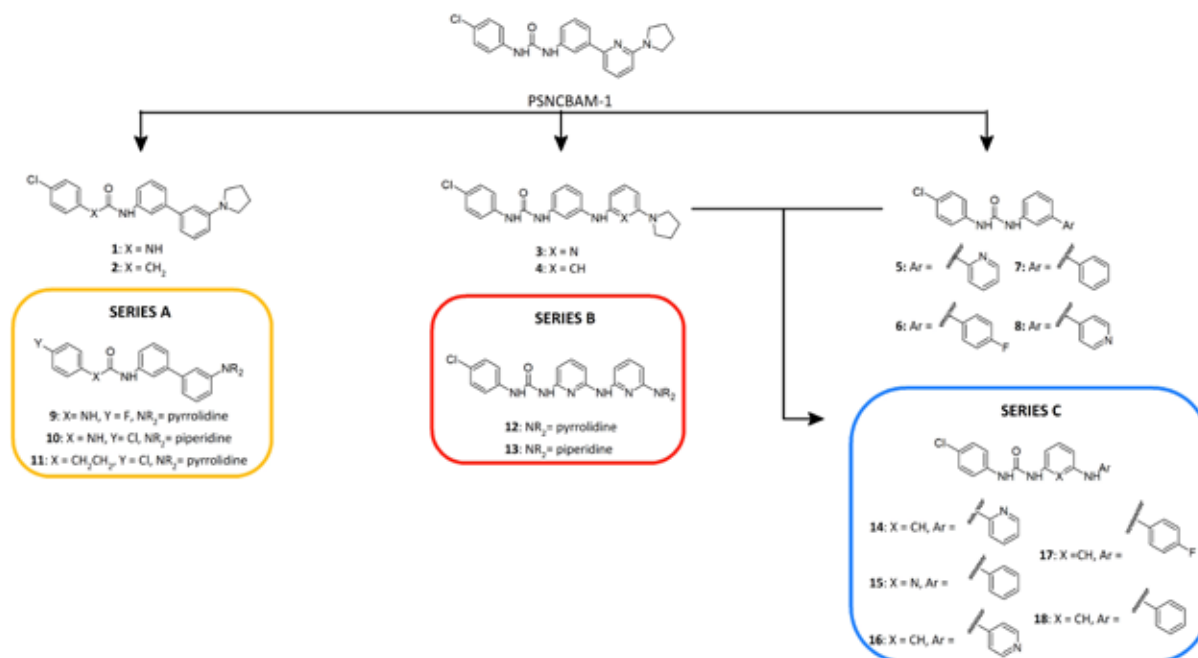 Cl
O
NH
NH
N
N
PSNCBAM-1
Cl
O
X
NH
N
1: X = NH
2: X = CH2
Cl
O
NH
NH
NH
X
N
3: X = N
4: X = CH
Cl
O
NH
NH
Ar
5: Ar =
N
7: Ar =
6: Ar =
F
8: Ar =
N
SERIES A
Y
O
X
NH
NR2
9: X= NH, Y = F, NR2= pyrrolidine
10: X = NH, Y= Cl, NR2= piperidine
11: X = CH2CH2, Y = Cl, NR2= pyrrolidine
SERIES B
Cl
O
NH
NH
N
NH
N
NR2
12: NR2= pyrrolidine
13: NR2= piperidine
SERIES C
Cl
O
NH
NH
X
NH
Ar
14: X = CH, Ar =
N
17: X =CH, Ar =
F
15: X = N, Ar =
18: X = CH, Ar =
16: X = CH, Ar =
N